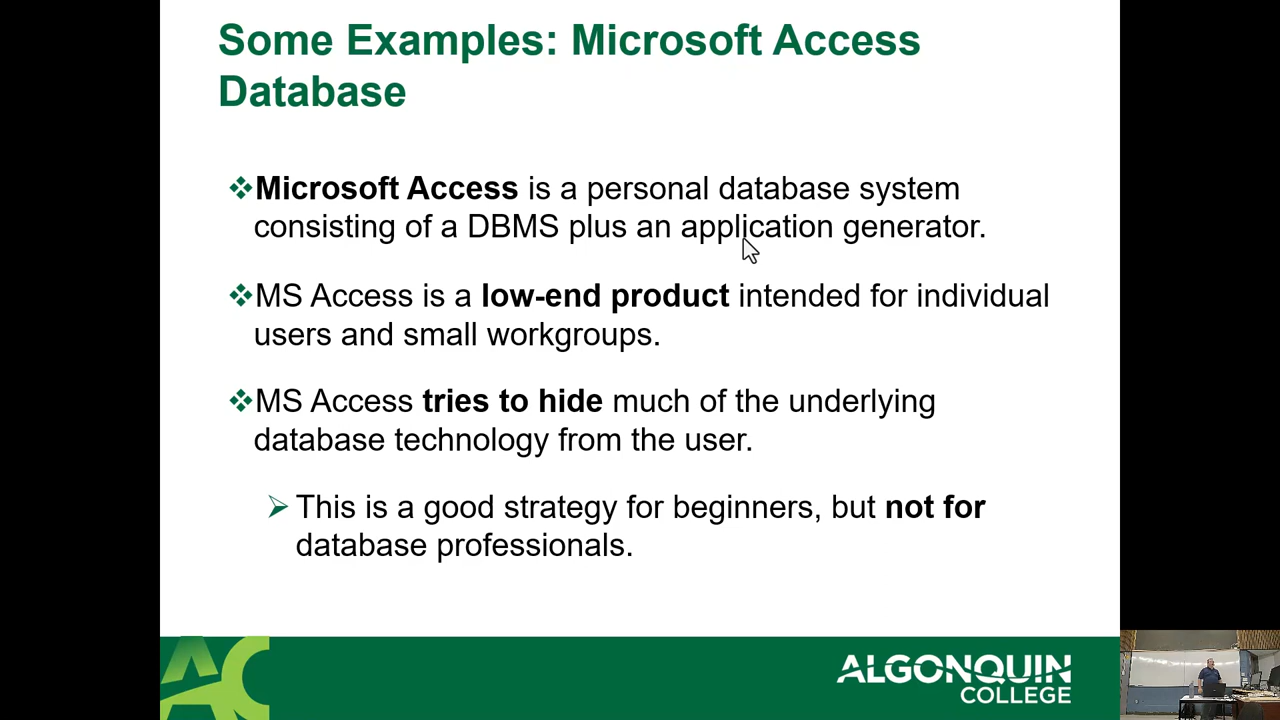 Some Examples: Microsoft Access
Database
❖Microsoft Access is a personal database system
consisting of a DBMS plus an application generator.
❖MS Access is a low-end product intended for individual
users and small workgroups.
❖MS Access tries to hide much of the underlying
database technology from the user.
➢This is a good strategy for beginners, but not for
database professionals.
AC
ALGONQUIN
COLLEGE